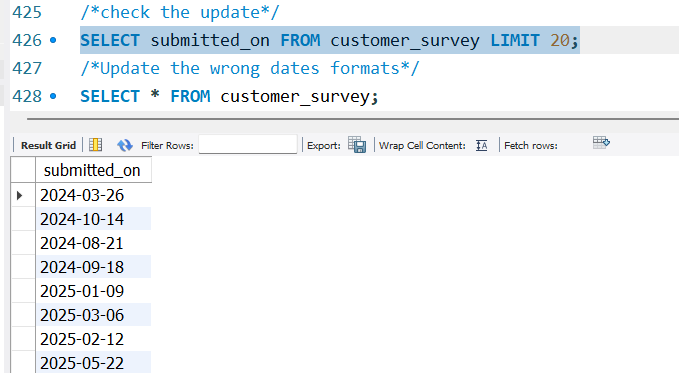 425 /*check the update*/
426 SELECT submitted_on FROM customer_survey LIMIT 20;
427 /*Update the wrong dates formats*/
428 SELECT * FROM customer_survey;
Result Grid Filter Rows: Export: Wrap Cell Content: Fetch rows:
submitted_on
2024-03-26
2024-10-14
2024-08-21
2024-09-18
2025-01-09
2025-03-06
2025-02-12
2025-05-22